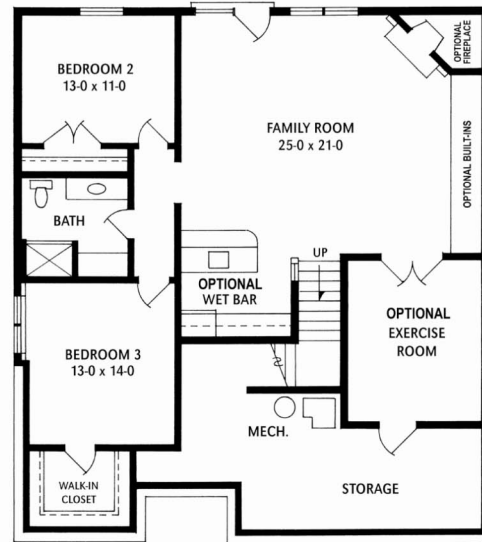 BEDROOM 2
13-0 x 11-0
OPTIONAL
FIREPLACE
FAMILY ROOM
25-0 x 21-0
OPTIONAL BUILT-INS
BATH
UP
OPTIONAL
WET BAR
OPTIONAL
EXERCISE
ROOM
BEDROOM 3
13-0 x 14-0
MECH.
WALK-IN
CLOSET
STORAGE